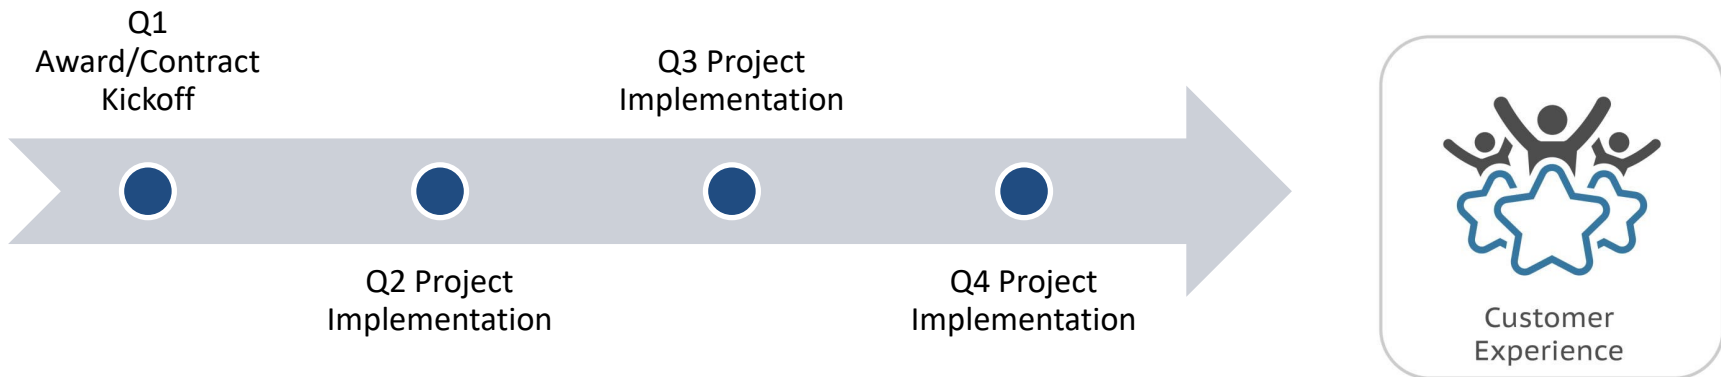 Q1
Award/Contract
Kickoff
Q2 Project
Implementation
Q3 Project
Implementation
Q4 Project
Implementation
Customer
Experience